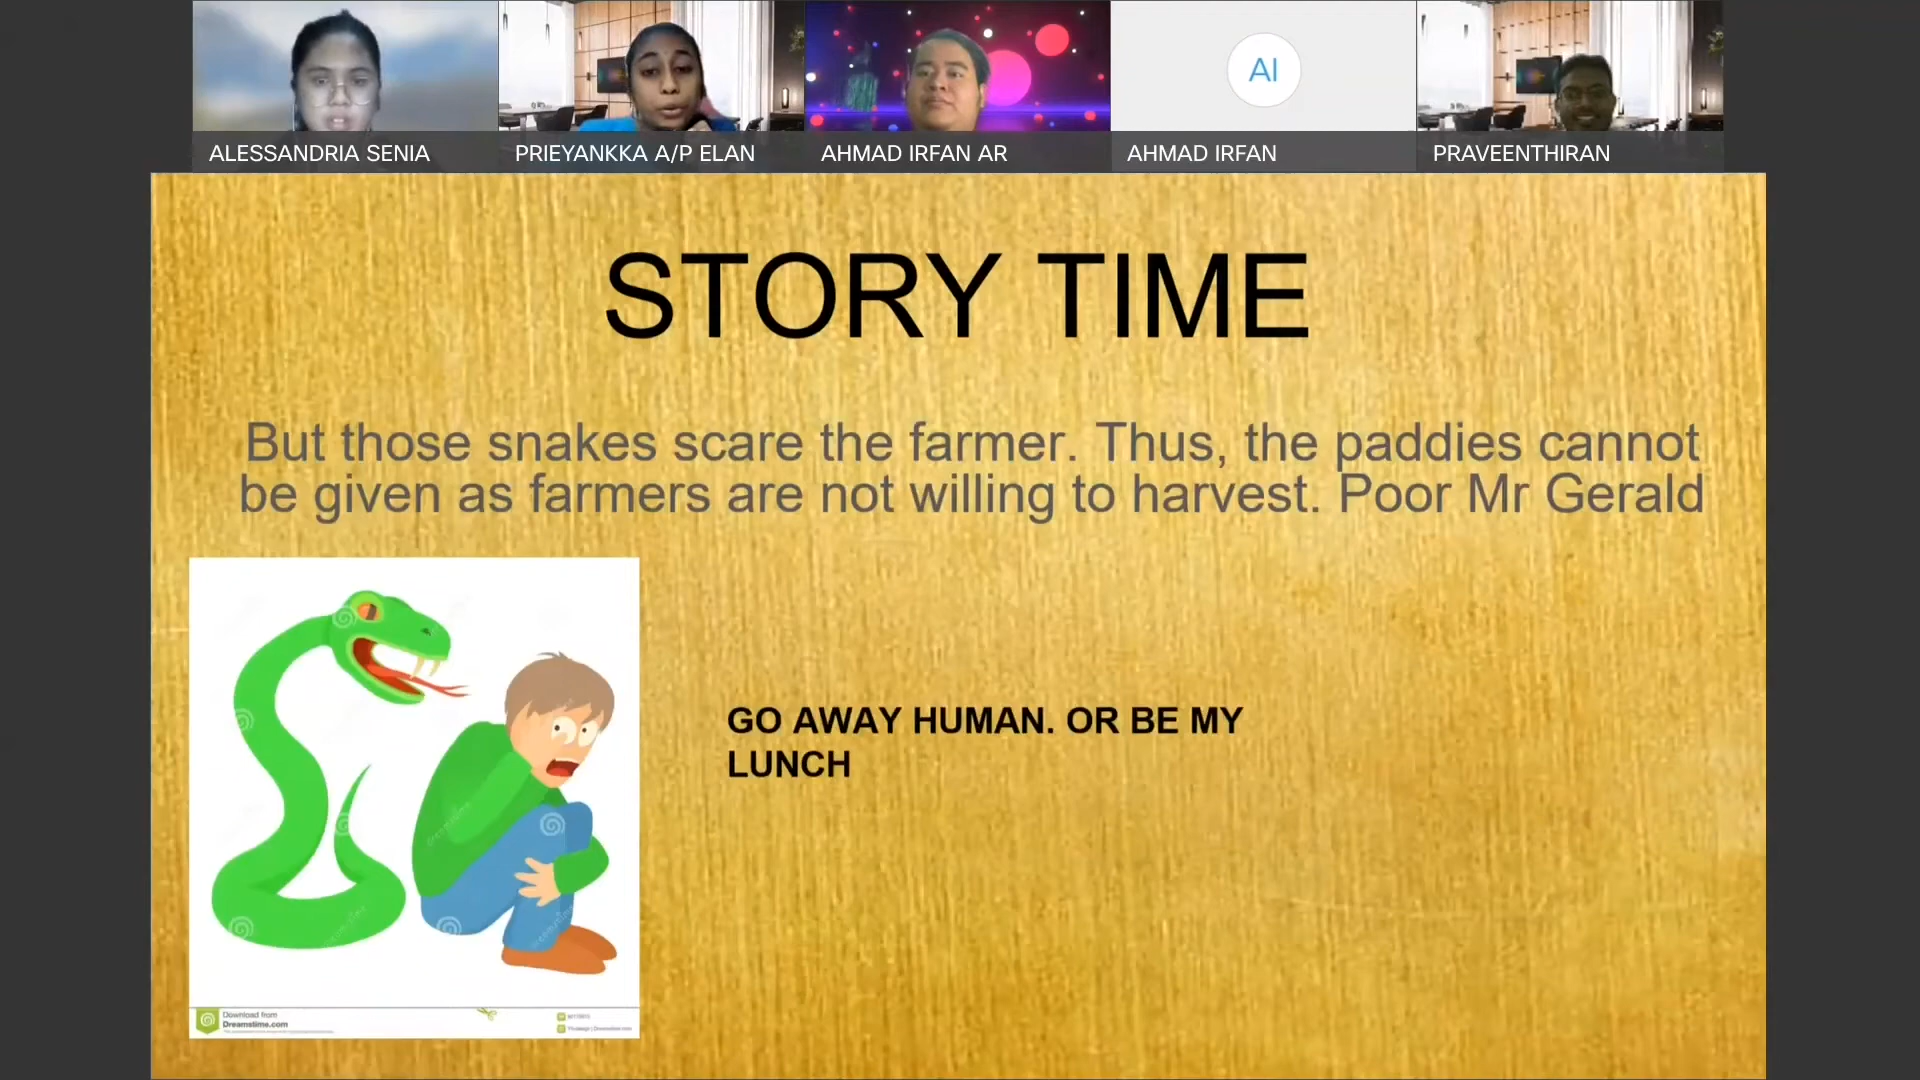 ALESSANDRIA SENIA
PRIEYANKKA A/P ELAN
AHMAD IRFAN AR
AI
AHMAD IRFAN
PRAVEENTHIRAN
STORY TIME
But those snakes scare the farmer. Thus, the paddies cannot
be given as farmers are not willing to harvest. Poor Mr Gerald
GO AWAY HUMAN. OR BE MY
LUNCH
Download from
Dreamstime.com